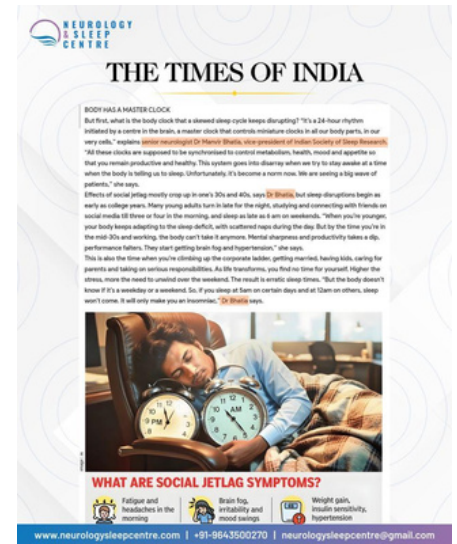 NEUROLOGY
& SLEEP
CENTRE
THE TIMES OF INDIA
BODY HAS A MASTER CLOCK
But first, what is the body clock that a skewed sleep cycle keeps disrupting? "It's a 24-hour rhythm
initiated by a centre in the brain, a master clock that controls miniature clocks in all our body parts, in our
very cells," explains senior neurologist Dr Manvir Bhatia, vice-president of Indian Society of Sleep Research.
"All these clocks are supposed to be synchronised to control metabolism, health, mood and appetite so
that you remain productive and healthy. This system goes into disarray when we try to stay awake at a time
when the body is telling us to sleep. Unfortunately, it's become a norm now. We are seeing a big wave of
patients," she says.
Effects of social jetlag mostly crop up in one's 30s and 40s, says Dr Bhatia, but sleep disruptions begin as
early as college years. Many young adults turn in late for the night, studying and connecting with friends on
social media till three or four in the morning, and sleep as late as 6 am on weekends. "When you're younger,
your body keeps adapting to the sleep deficit, with scattered naps during the day. But by the time you're in
the mid-30s and working, the body can't take it anymore. Mental sharpness and productivity takes a dip,
performance falters. They start getting brain fog and hypertension," she says.
This is also the time when you're climbing up the corporate ladder, getting married, having kids, caring for
parents and taking on serious responsibilities. As life transforms, you find no time for yourself. Higher the
stress, more the need to unwind over the weekend. The result is erratic sleep times. "But the body doesn't
know if it's a weekday or a weekend. So, if you sleep at 5am on certain days and at 12am on others, sleep
won't come. It will only make you an insomniac," Dr Bhatia says.
PM
AM
WHAT ARE SOCIAL JETLAG SYMPTOMS?
Fatigue and
headaches in the
morning
Brain fog,
irritability and
mood swings
Weight gain,
insulin sensitivity,
hypertension
www.neurologysleepcentre.com | +91-9643500270 | neurologysleepcentre@gmail.com